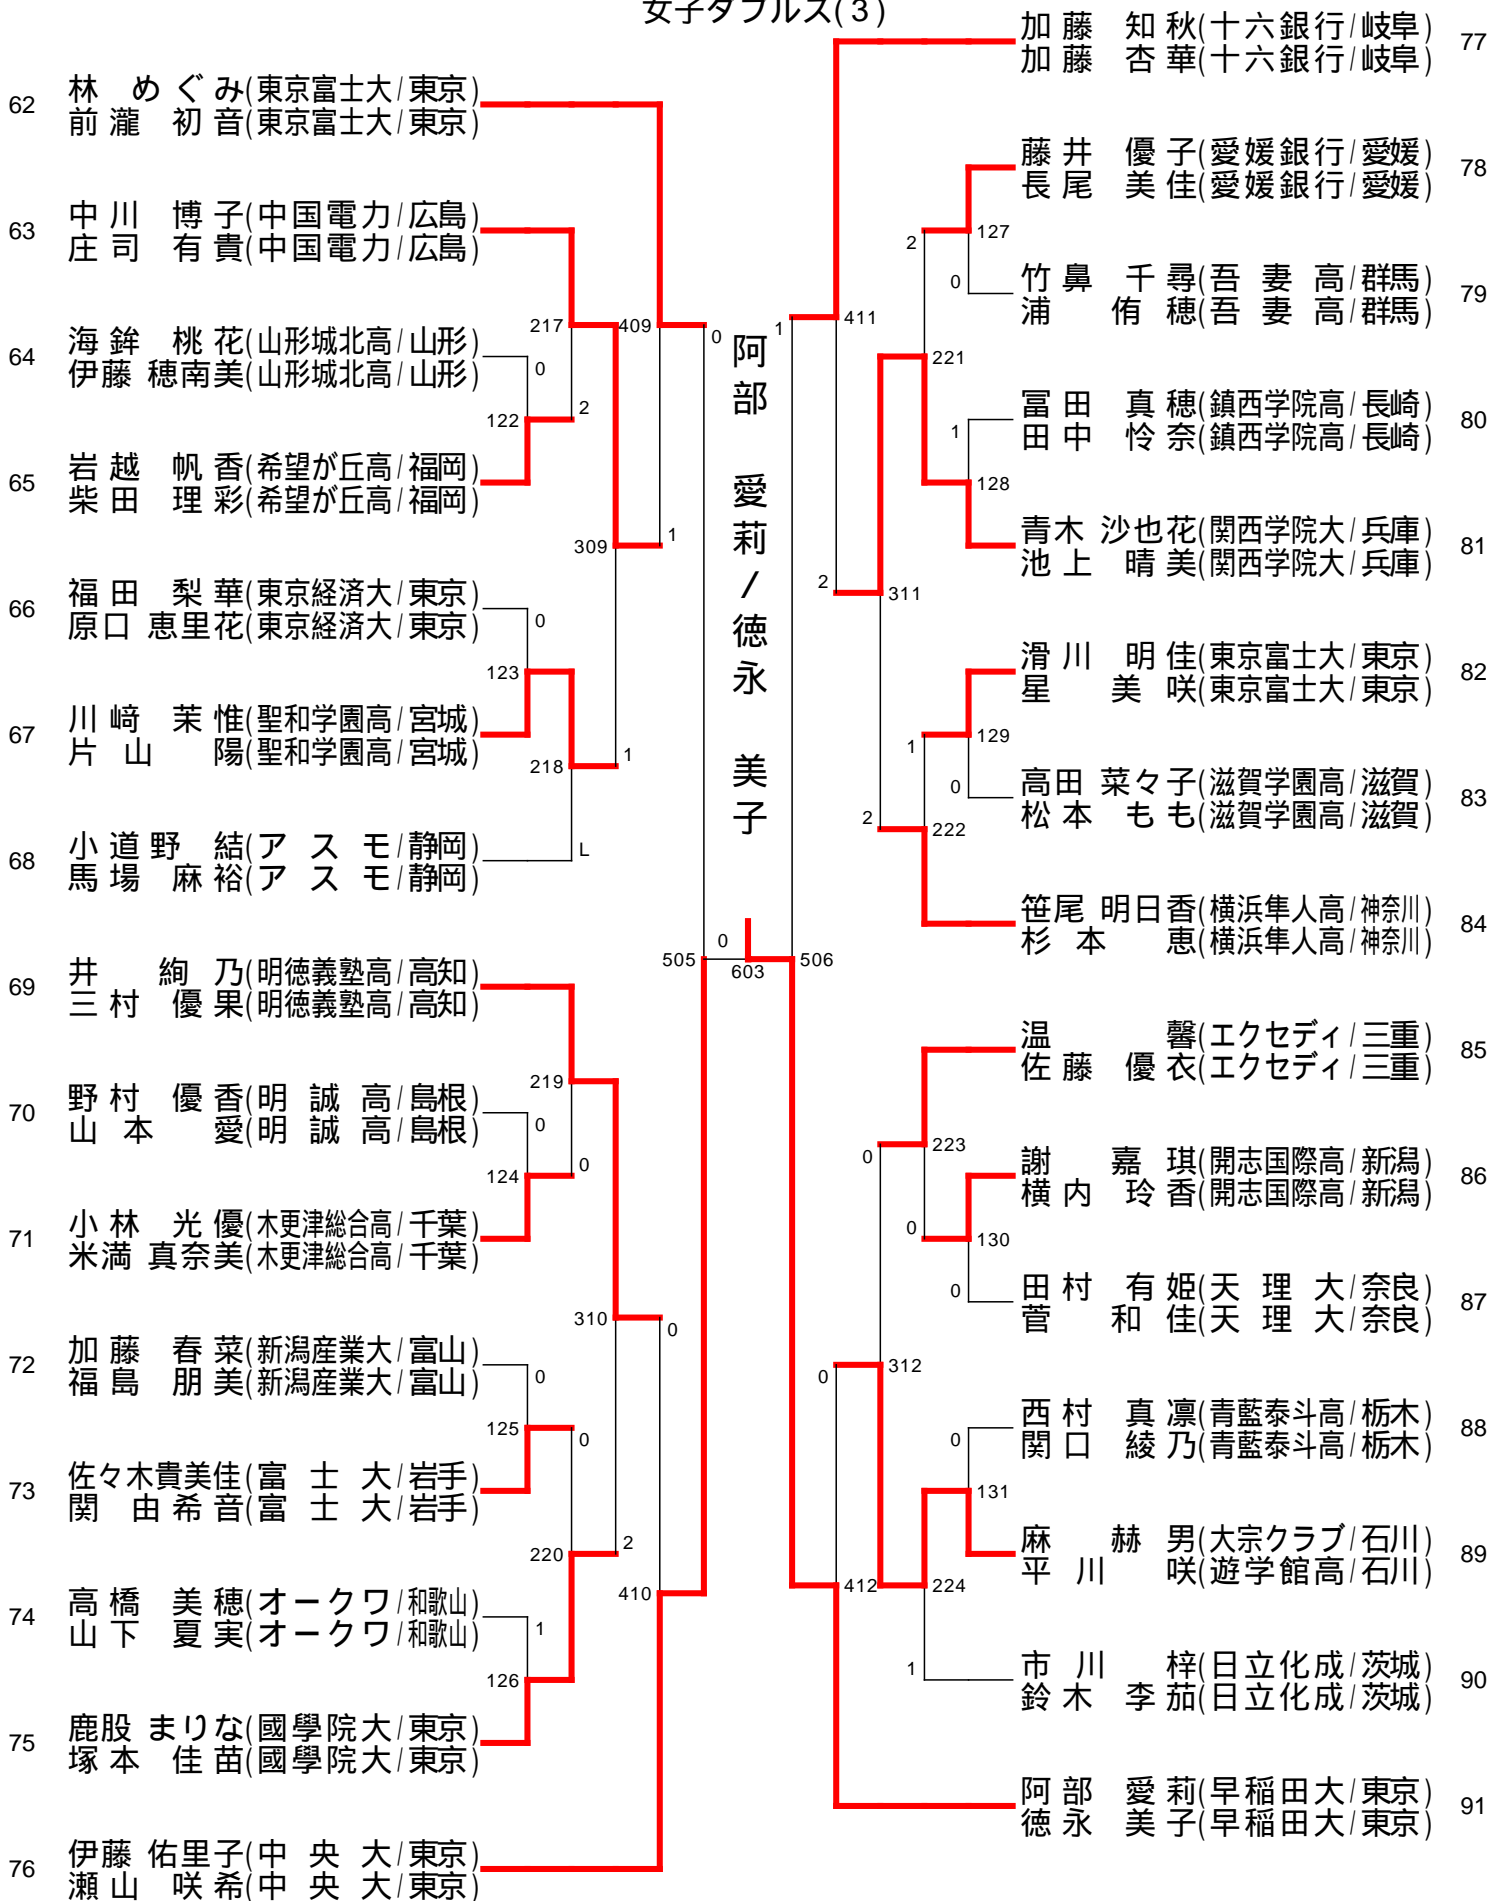 女子ダブルス(3)
62 林 めぐみ(東京富士大/東京)
前瀧 初音(東京富士大/東京)
63 中川 博子(中国電力/広島)
庄司 有貴(中国電力/広島)
64 海鉾 桃花(山形城北高/山形)
伊藤 穂南美(山形城北高/山形)
65 岩越 帆香(希望が丘高/福岡)
柴田 理彩(希望が丘高/福岡)
66 福田 梨華(東京経済大/東京)
原口 恵里花(東京経済大/東京)
67 川﨑 茉惟(聖和学園高/宮城)
片山 陽(聖和学園高/宮城)
68 小道野 結(アスモ/静岡)
馬場 麻裕(アスモ/静岡)
69 井 絢乃(明徳義塾高/高知)
三村 優果(明徳義塾高/高知)
70 野村 優香(明誠高/島根)
山本 愛(明誠高/島根)
71 小林 光優(木更津総合高/千葉)
米満 真奈美(木更津総合高/千葉)
72 加藤 春菜(新潟産業大/富山)
福島 朋美(新潟産業大/富山)
73 佐々木貴美佳(富士大/岩手)
関 由希音(富士大/岩手)
74 高橋 美穂(オークワ/和歌山)
山下 夏実(オークワ/和歌山)
75 鹿股 まりな(國學院大/東京)
塚本 佳苗(國學院大/東京)
76 伊藤 佑里子(中央大/東京)
瀬山 咲希(中央大/東京)
217
0
122
2
409
309
1
0
123
218
1
L
0
219
0
124
0
310
0
0
125
0
220
2
1
126
410
505
0
603
506
阿部 愛莉/徳永 美子
1
411
2
311
2
221
127
0
1
128
2
222
1
129
0
0
223
0
130
0
0
312
0
131
412
224
1
加藤 知秋(十六銀行/岐阜) 77
加藤 杏華(十六銀行/岐阜)
藤井 優子(愛媛銀行/愛媛) 78
長尾 美佳(愛媛銀行/愛媛)
竹鼻 千尋(吾妻高/群馬) 79
浦 侑穂(吾妻高/群馬)
冨田 真穂(鎮西学院高/長崎) 80
田中 怜奈(鎮西学院高/長崎)
青木 沙也花(関西学院大/兵庫) 81
池上 晴美(関西学院大/兵庫)
滑川 明佳(東京富士大/東京) 82
星 美咲(東京富士大/東京)
高田 菜々子(滋賀学園高/滋賀) 83
松本 もも(滋賀学園高/滋賀)
笹尾 明日香(横浜隼人高/神奈川) 84
杉本 恵(横浜隼人高/神奈川)
温 馨(エクセディ/三重) 85
佐藤 優衣(エクセディ/三重)
謝 嘉琪(開志国際高/新潟) 86
横内 玲香(開志国際高/新潟)
田村 有姫(天理大/奈良) 87
菅 和佳(天理大/奈良)
西村 真凛(青藍泰斗高/栃木) 88
関口 綾乃(青藍泰斗高/栃木)
麻 赫男(大宗クラブ/石川) 89
平川 咲(遊学館高/石川)
市川 梓(日立化成/茨城) 90
鈴木 李茄(日立化成/茨城)
阿部 愛莉(早稲田大/東京) 91
徳永 美子(早稲田大/東京)